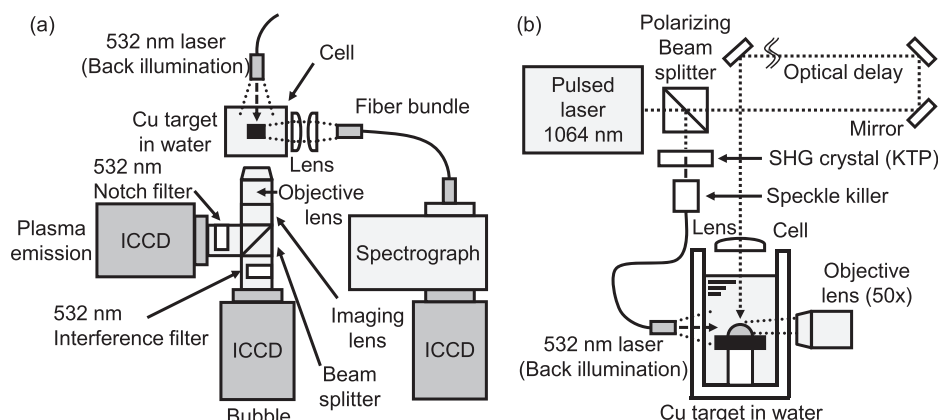 (a)
532 nm laser
(Back illumination)
Cell
Fiber bundle
Cu target
in water
Lens
532 nm
Notch filter
Objective
lens
Plasma
emission
ICCD
Spectrograph
532 nm
Interference filter
Imaging
lens
ICCD
ICCD
Beam
splitter
Bubble
(b)
Polarizing
Beam
splitter
Optical delay
Pulsed
laser
1064 nm
Mirror
SHG crystal (KTP)
Speckle killer
Lens
Cell
Objective
lens (50x)
532 nm laser
(Back illumination)
Cu target in water